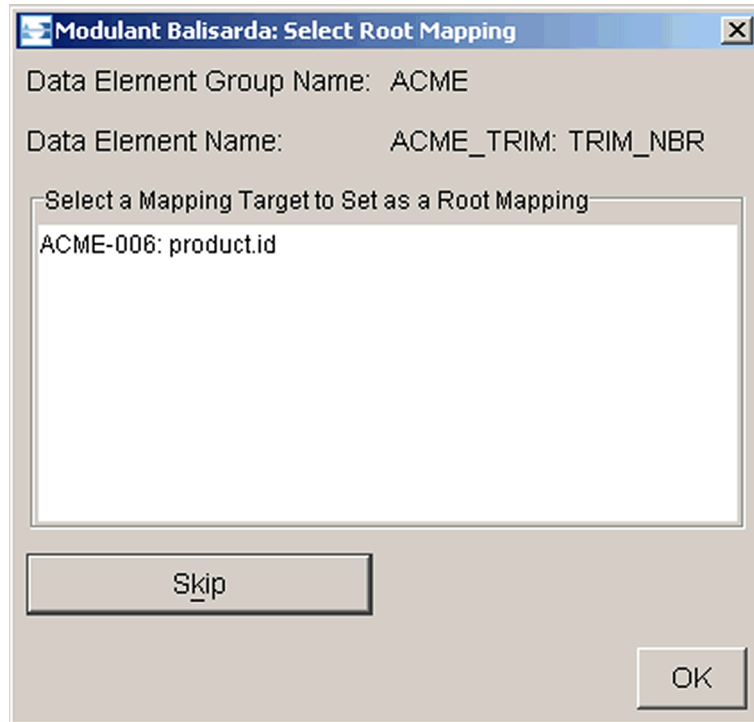 Modulant Balisarda: Select Root Mapping
Data Element Group Name: ACME
Data Element Name: ACME_TRIM: TRIM_NBR
Select a Mapping Target to Set as a Root Mapping
ACME-006: product.id
Skip
OK